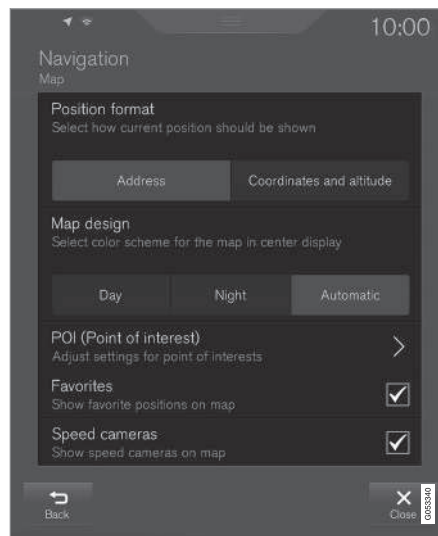 10:00
Navigation
Map
Position format
Select how current position should be shown
Address
Coordinates and altitude
Map design
Select color scheme for the map in center display
Day
Night
Automatic
POI (Point of interest)
Adjust settings for point of interests
Favorites
Show favorite positions on map
Speed cameras
Show speed cameras on map
Back
Close
G053340